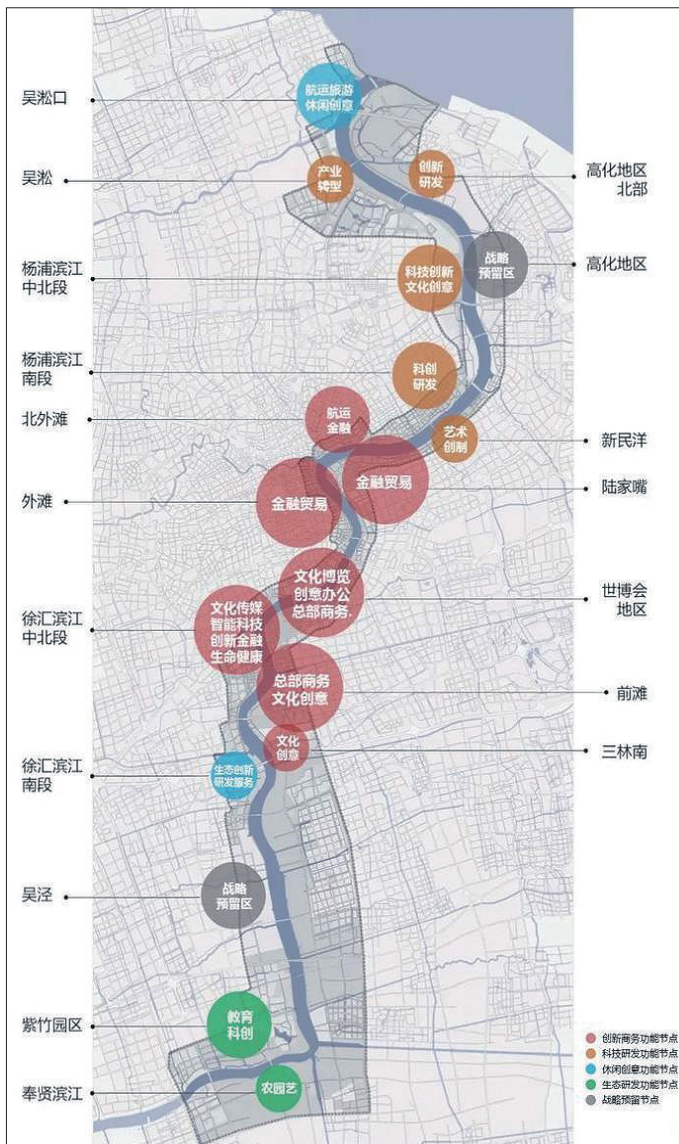 吴淞口
航运旅游
休闲创意
吴淞
产业
转型
创新
研发
高化地区
北部
杨浦滨江
中北段
科技创新
文化创意
战略
预留区
高化地区
杨浦滨江
南段
科创
研发
北外滩
航运
金融
艺术
创制
新民洋
外滩
金融贸易
金融贸易
陆家嘴
文化博览
创意办公
总部商务.
世博会
地区
徐汇滨江
中北段
文化传媒
智能科技
创新金融
生命健康
总部商务
文化创意
前滩
文化
创意
三林南
徐汇滨江
南段
生态创新
研发服务
吴泾
战略
预留区
紫竹园区
教育
科创
奉贤滨江
农园艺
创新商务功能节点
科技研发功能节点
休闲创意功能节点
生态研发功能节点
战略预留节点